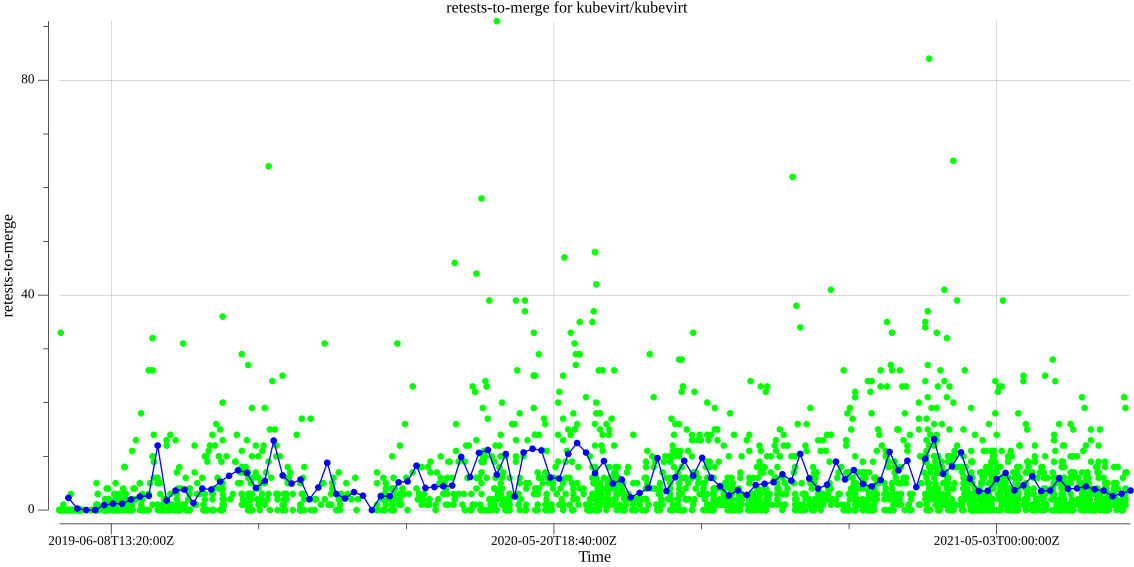 retests-to-merge for kubevirt/kubevirt
80
retests-to-merge
40
0
2019-06-08T13:20:00Z 2020-05-20T18:40:00Z 2021-05-03T00:00:00Z
Time